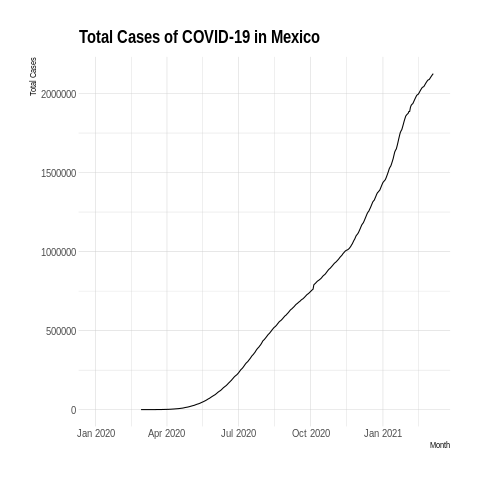 Total Cases of COVID-19 in Mexico
Total Cases
2000000
1500000
1000000
500000
0
Jan 2020 Apr 2020 Jul 2020 Oct 2020 Jan 2021
Month